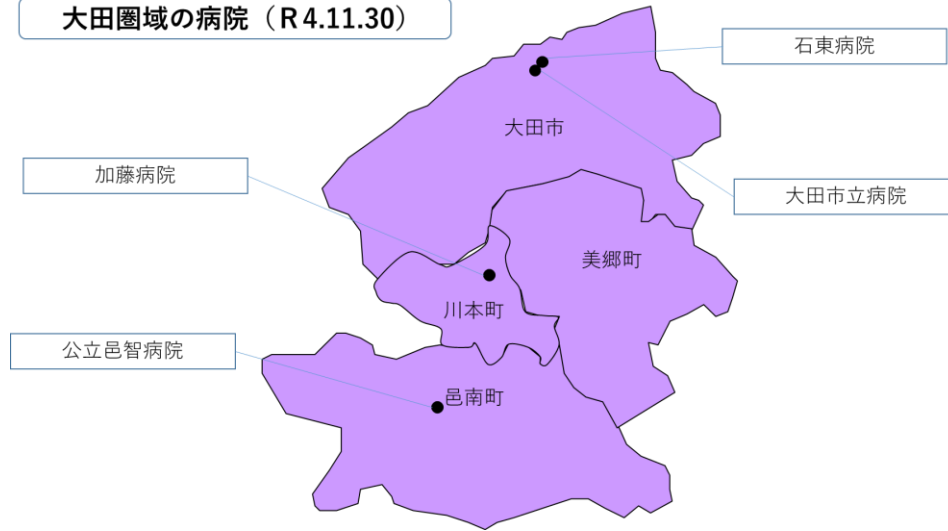 大田圏域の病院（Ｒ4.11.30）
石東病院
大田市
加藤病院
大田市立病院
美郷町
川本町
公立邑智病院
邑南町